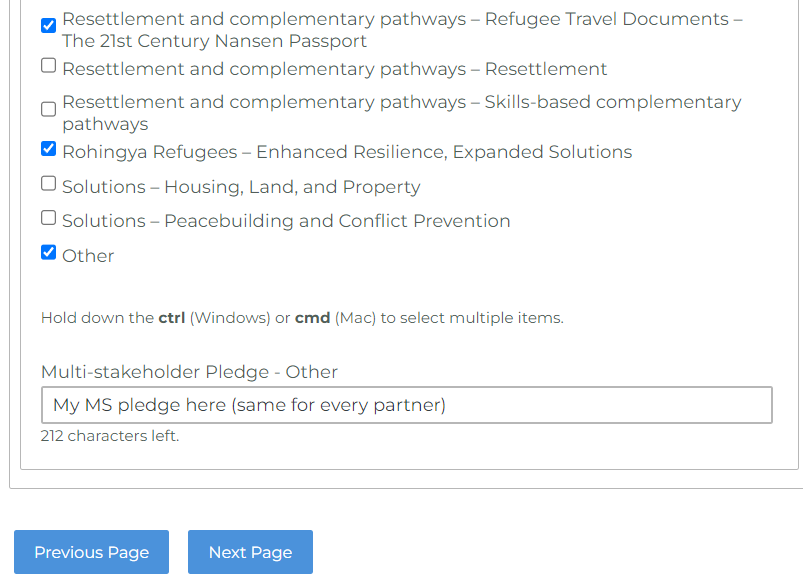 Resettlement and complementary pathways – Refugee Travel Documents –
The 21st Century Nansen Passport
Resettlement and complementary pathways – Resettlement
Resettlement and complementary pathways – Skills-based complementary
pathways
Rohingya Refugees – Enhanced Resilience, Expanded Solutions
Solutions – Housing, Land, and Property
Solutions – Peacebuilding and Conflict Prevention
Other
Hold down the ctrl (Windows) or cmd (Mac) to select multiple items.
Multi-stakeholder Pledge - Other
My MS pledge here (same for every partner)
212 characters left.
Previous Page Next Page